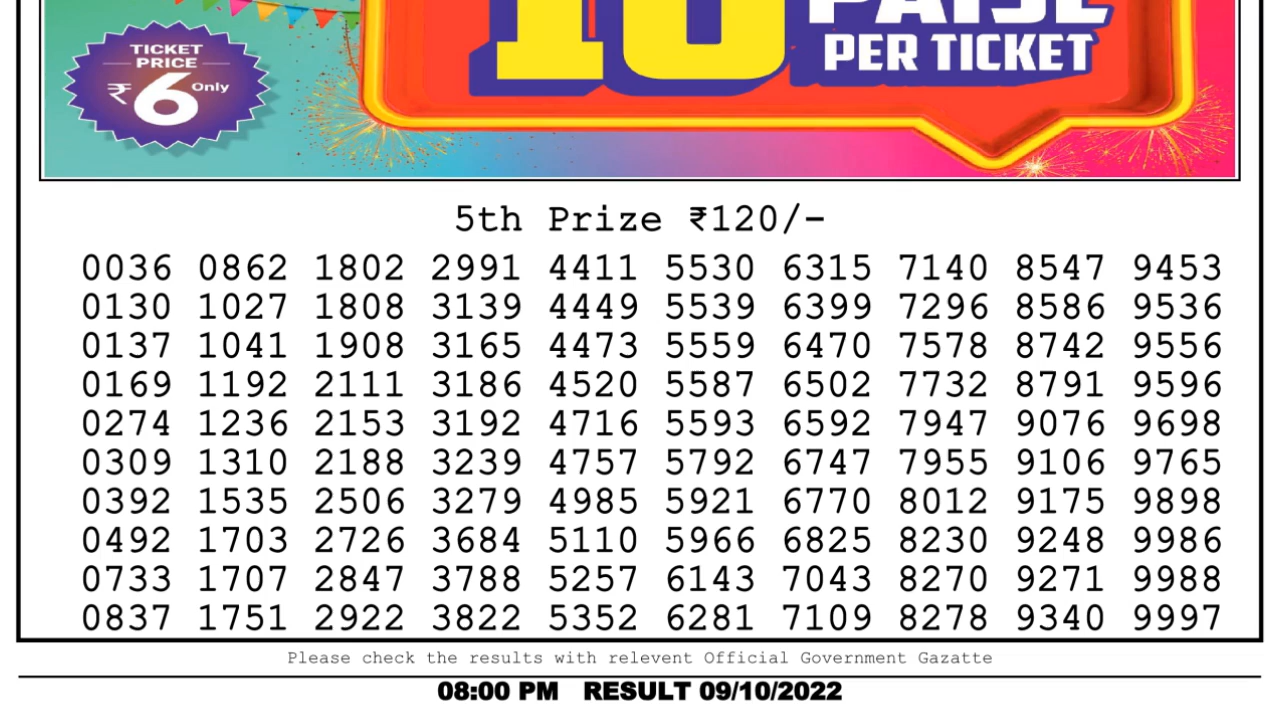 10 PAISE
PER TICKET
TICKET
PRICE
₹6 Only
5th Prize ₹120/-
0036 0862 1802 2991 4411 5530 6315 7140 8547 9453
0130 1027 1808 3139 4449 5539 6399 7296 8586 9536
0137 1041 1908 3165 4473 5559 6470 7578 8742 9556
0169 1192 2111 3186 4520 5587 6502 7732 8791 9596
0274 1236 2153 3192 4716 5593 6592 7947 9076 9698
0309 1310 2188 3239 4757 5792 6747 7955 9106 9765
0392 1535 2506 3279 4985 5921 6770 8012 9175 9898
0492 1703 2726 3684 5110 5966 6825 8230 9248 9986
0733 1707 2847 3788 5257 6143 7043 8270 9271 9988
0837 1751 2922 3822 5352 6281 7109 8278 9340 9997
Please check the results with relevent Official Government Gazatte
08:00 PM RESULT 09/10/2022